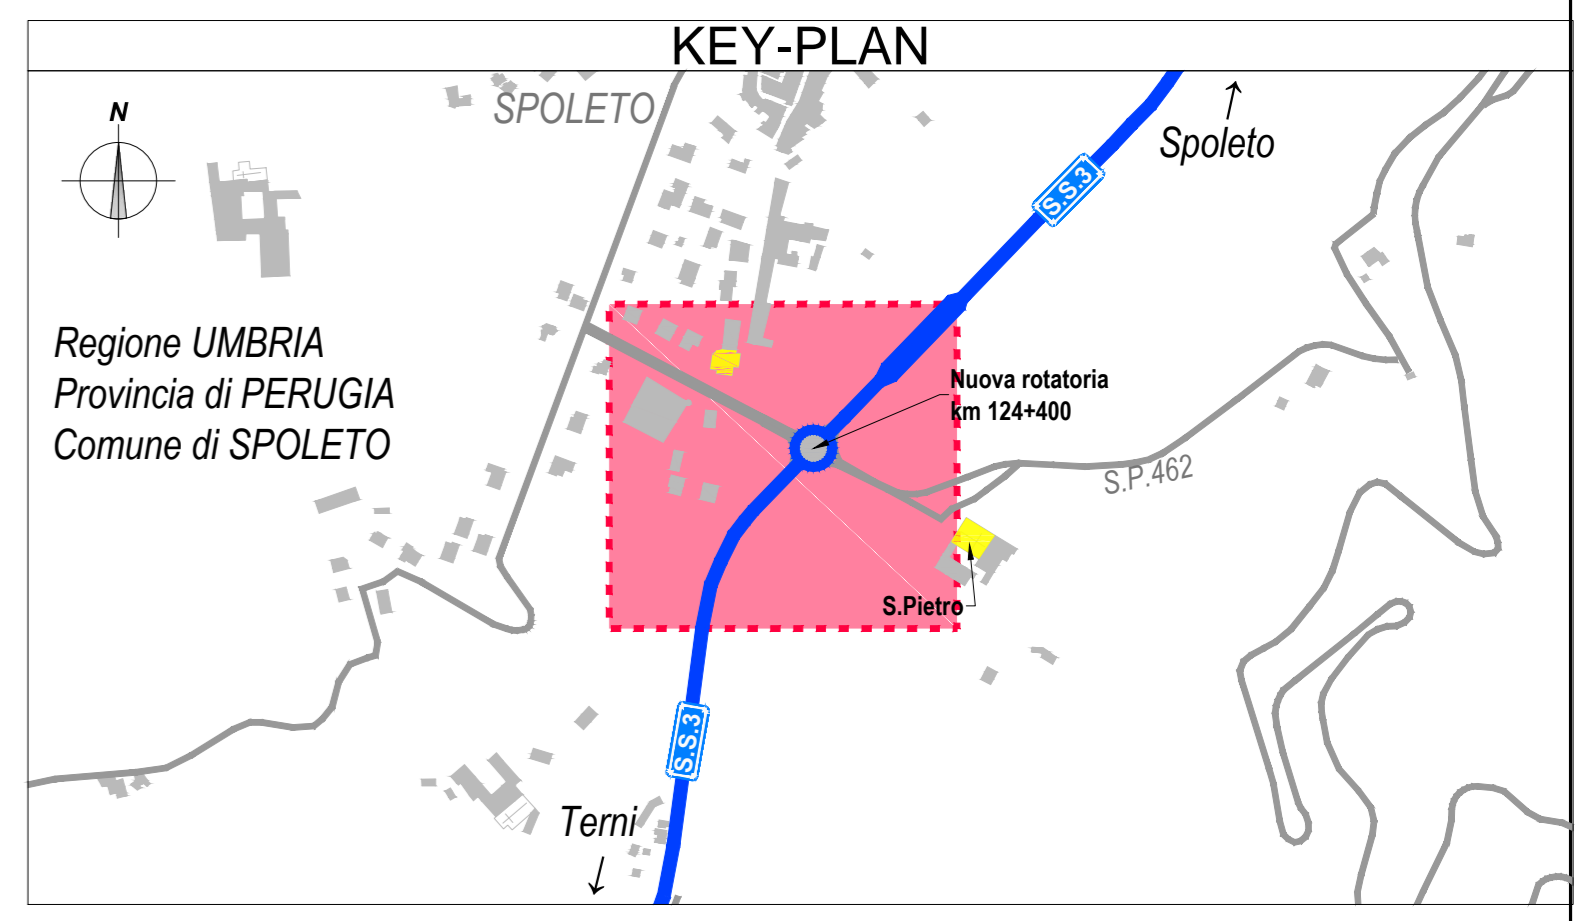 KEY-PLAN
N
SPOLETO
Spoleto
S.S.3
Regione UMBRIA
Provincia di PERUGIA
Comune di SPOLETO
Nuova rotatoria
km 124+400
S.P.462
S.Pietro
S.S.3
Terni